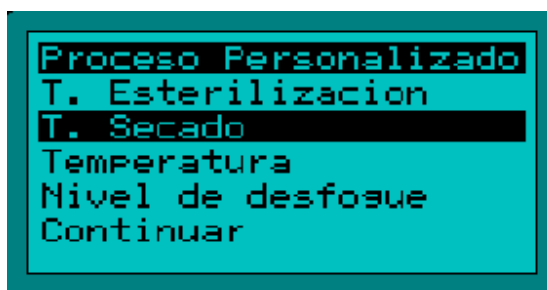 Proceso Personalizado
T. Esterilizacion
T. Secado
Temperatura
Nivel de desfogue
Continuar